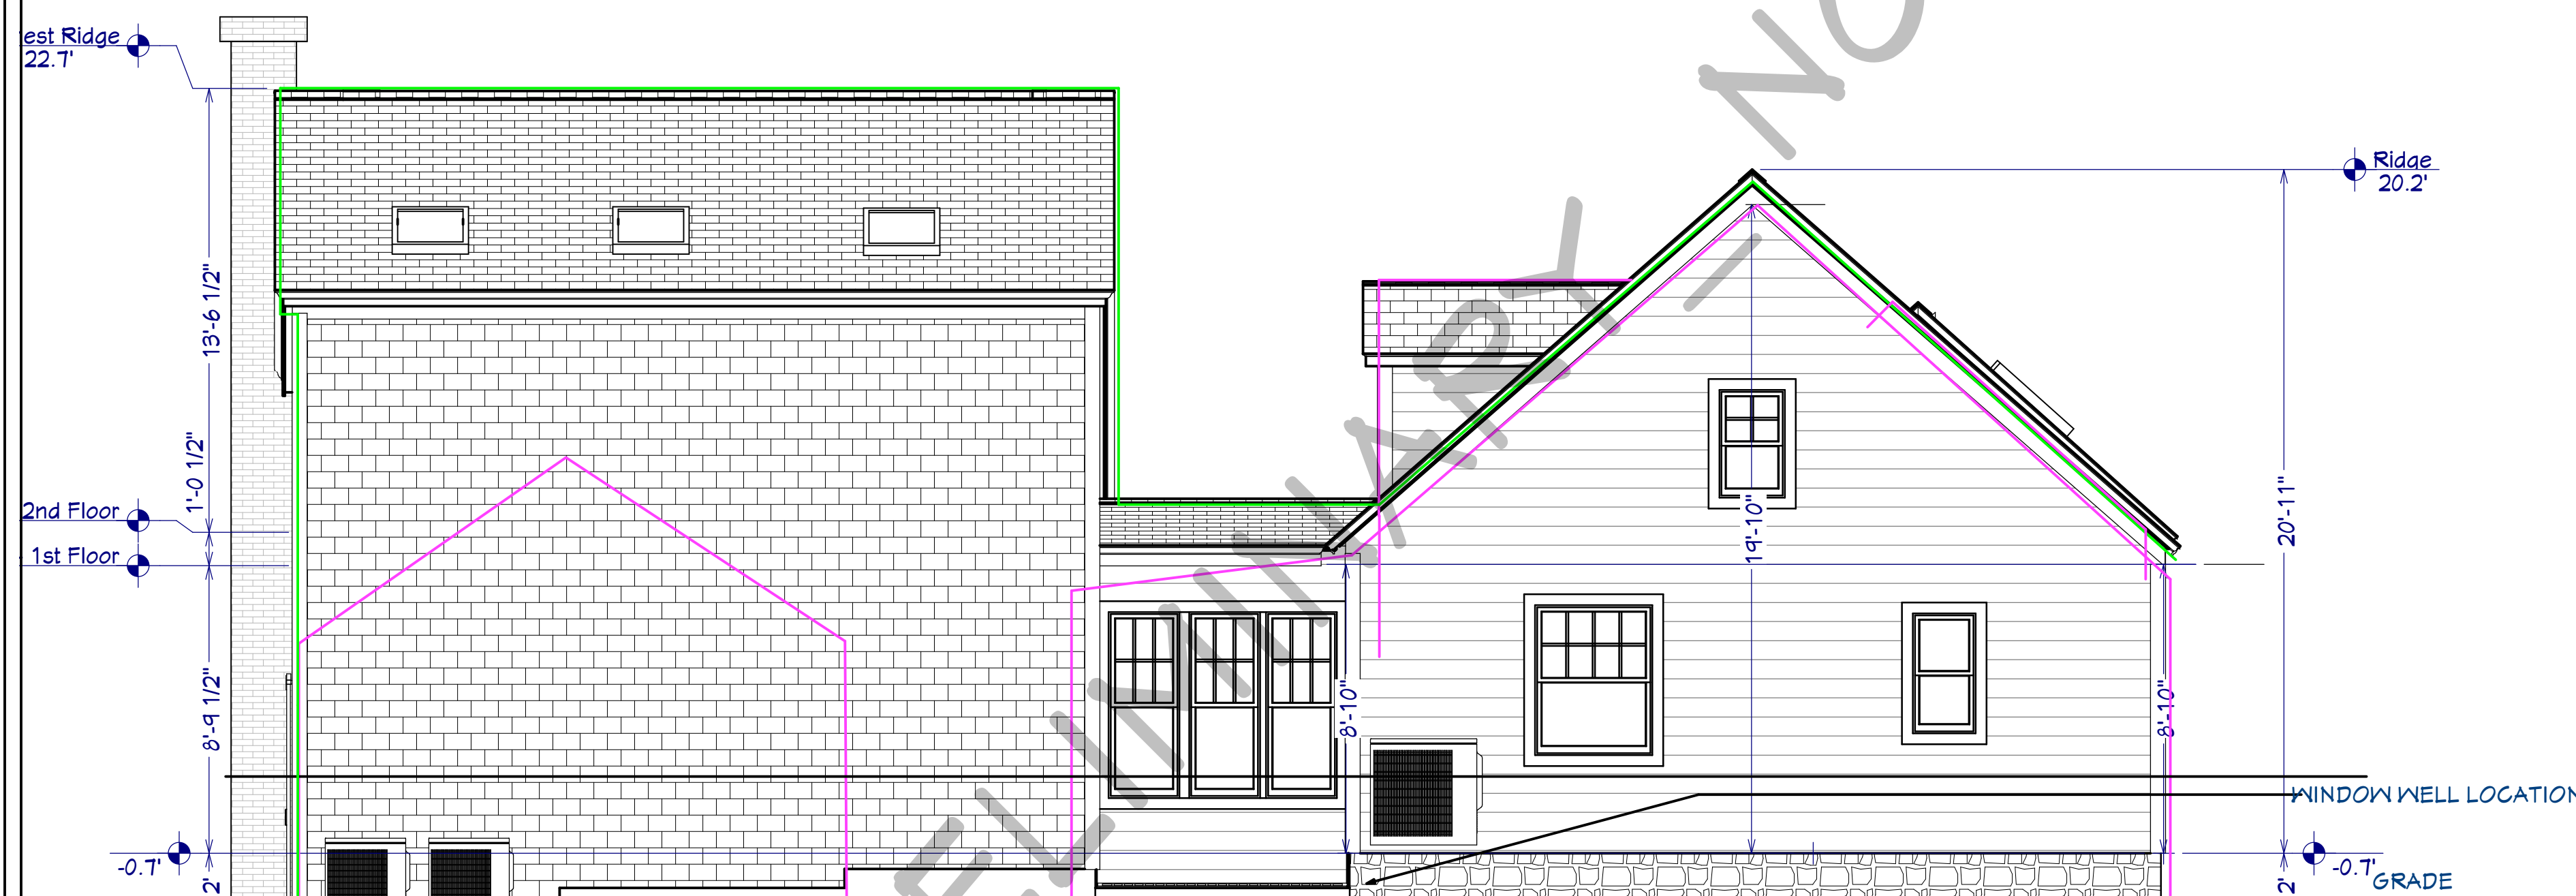 est Ridge
22.7'
Ridge
20.2'
13'-6 1/2"
1'-0 1/2"
2nd Floor
1st Floor
8'-9 1/2"
-0.7'
2'
19'-10"
20'-11"
8'-10"
8'-10"
WINDOW WELL LOCATION
-0.7'
GRADE
2'
ELIMINARY – NO